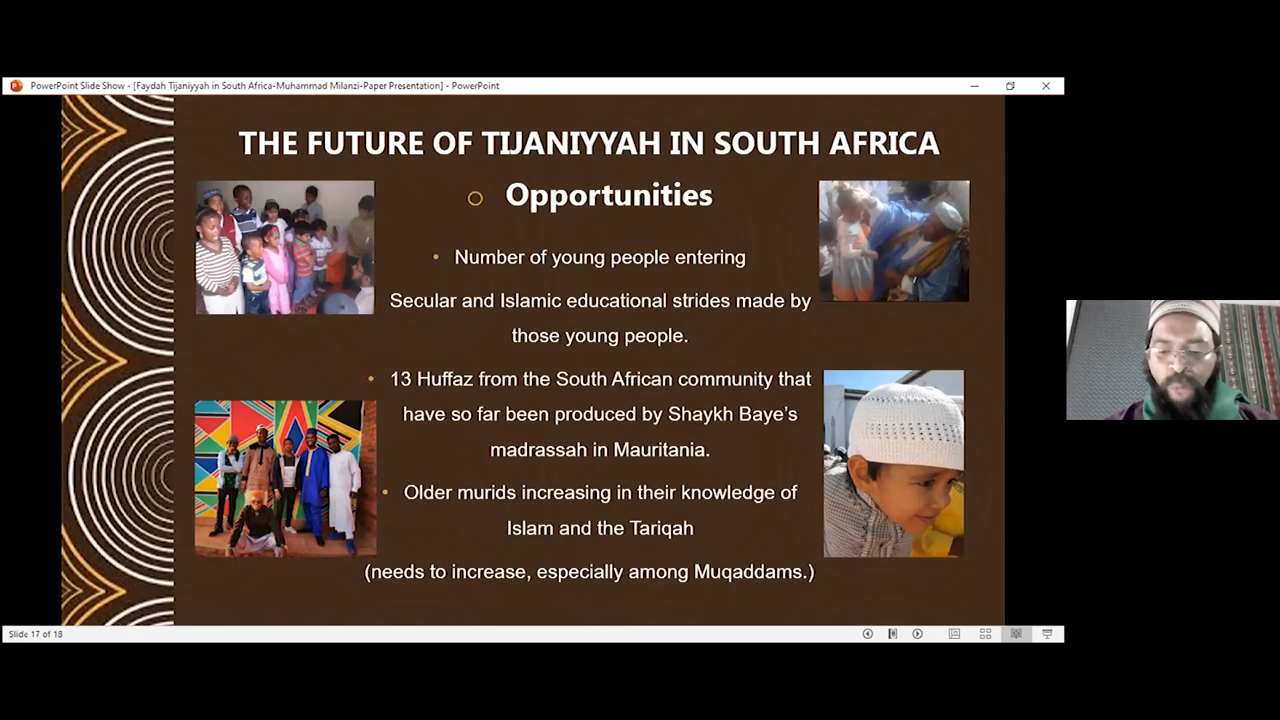 PowerPoint Slide Show - [Faydah Tijaniyyah in South Africa-Muhammad Milanzi-Paper Presentation] - PowerPoint
THE FUTURE OF TIJANIYYAH IN SOUTH AFRICA
Opportunities
• Number of young people entering
Secular and Islamic educational strides made by
those young people.
• 13 Huffaz from the South African community that
have so far been produced by Shaykh Baye's
madrassah in Mauritania.
• Older murids increasing in their knowledge of
Islam and the Tariqah
(needs to increase, especially among Muqaddams.)
Slide 17 of 18